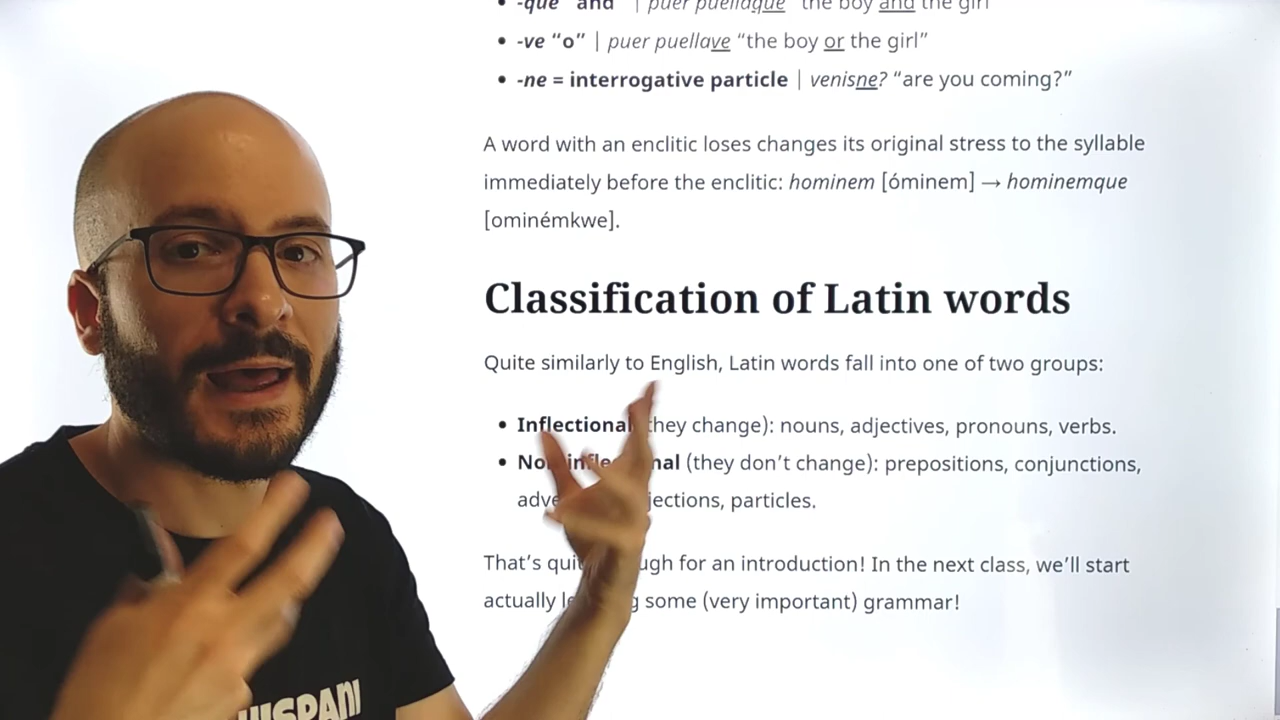 • -que “and” | puer puellaque “the boy and the girl”
• -ve “o” | puer puellave “the boy or the girl”
• -ne = interrogative particle | venisne? “are you coming?”
A word with an enclitic loses changes its original stress to the syllable
immediately before the enclitic: hominem [óminem] → hominemque
[ominémkwe].
Classification of Latin words
Quite similarly to English, Latin words fall into one of two groups:
• Inflectional (they change): nouns, adjectives, pronouns, verbs.
• (they don’t change): prepositions, conjunctions,
particles.
That’s for an introduction! In the next class, we’ll start
actually some (very important) grammar!